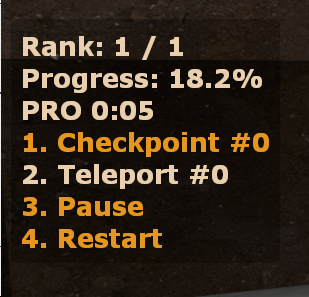 Rank: 1 / 1
Progress: 18.2%
PRO 0:05
1. Checkpoint #0
2. Teleport #0
3. Pause
4. Restart